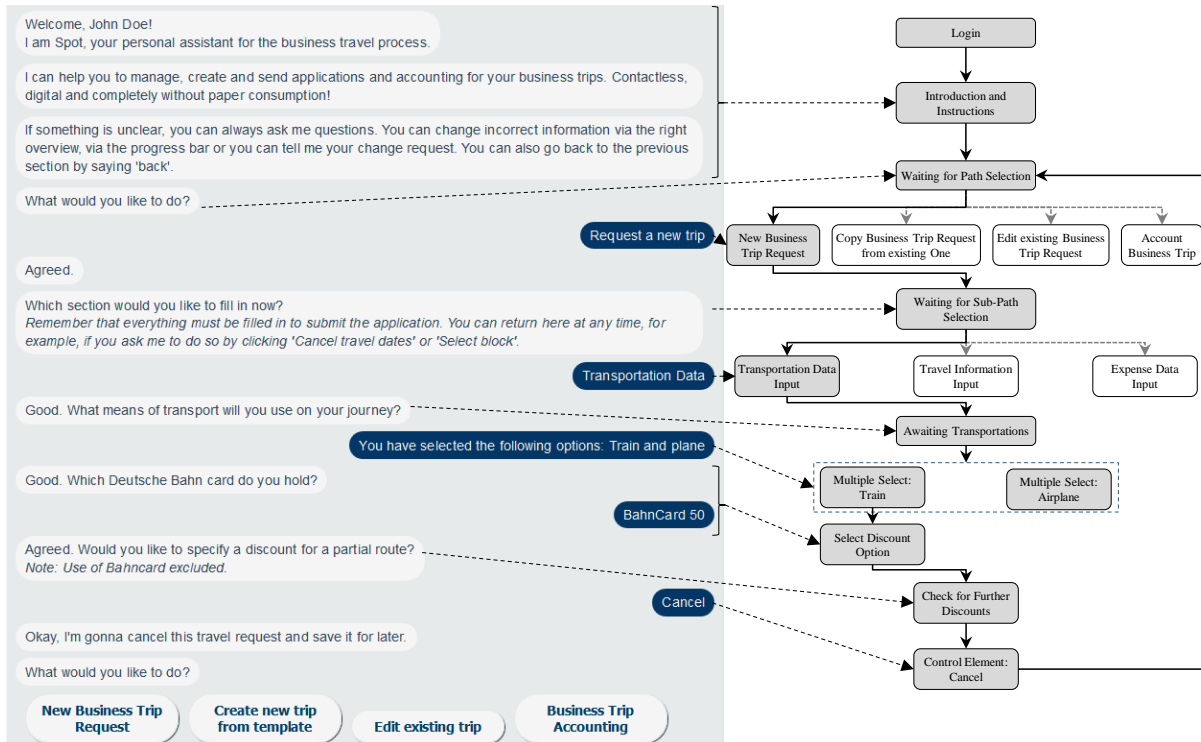 Welcome, John Doe!
I am Spot, your personal assistant for the business travel process.
I can help you to manage, create and send applications and accounting for your business trips. Contactless,
digital and completely without paper consumption!
If something is unclear, you can always ask me questions. You can change incorrect information via the right
overview, via the progress bar or you can tell me your change request. You can also go back to the previous
section by saying 'back'.
What would you like to do?
Request a new trip
Agreed.
Which section would you like to fill in now?
Remember that everything must be filled in to submit the application. You can return here at any time, for
example, if you ask me to do so by clicking 'Cancel travel dates' or 'Select block'.
Transportation Data
Good. What means of transport will you use on your journey?
You have selected the following options: Train and plane
Good. Which Deutsche Bahn card do you hold?
BahnCard 50
Agreed. Would you like to specify a discount for a partial route?
Note: Use of Bahncard excluded.
Cancel
Okay, I'm gonna cancel this travel request and save it for later.
What would you like to do?
New Business Trip
Request
Create new trip
from template
Edit existing trip
Business Trip
Accounting
Login
Introduction and
Instructions
Waiting for Path Selection
New Business
Trip Request
Copy Business Trip Request
from existing One
Edit existing Business
Trip Request
Account
Business Trip
Waiting for Sub-Path
Selection
Transportation Data
Input
Travel Information
Input
Expense Data
Input
Awaiting Transportations
Multiple Select:
Train
Multiple Select:
Airplane
Select Discount
Option
Check for Further
Discounts
Control Element:
Cancel